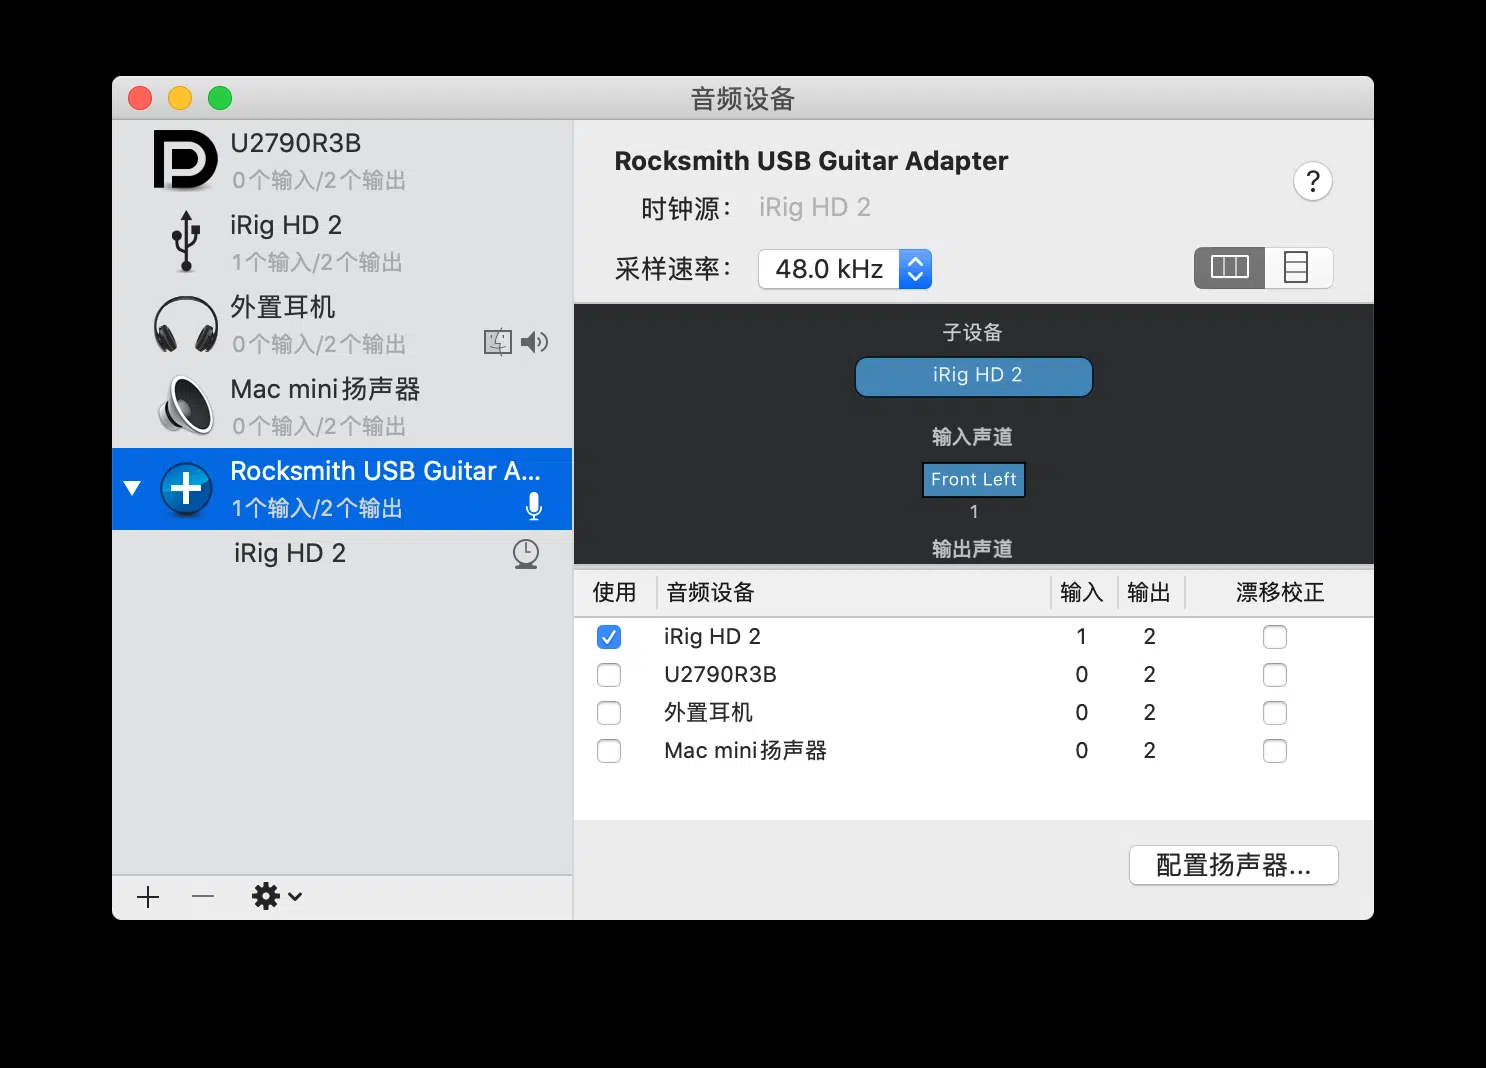 音频设备
U2790R3B
0个输入/2个输出
iRig HD 2
1个输入/2个输出
外置耳机
0个输入/2个输出
Mac mini扬声器
0个输入/2个输出
Rocksmith USB Guitar A...
1个输入/2个输出
iRig HD 2
Rocksmith USB Guitar Adapter
?
时钟源： iRig HD 2
采样速率： 48.0 kHz
子设备
iRig HD 2
输入声道
Front Left
1
输出声道
使用 音频设备 输入 输出 漂移校正
iRig HD 2 1 2
U2790R3B 0 2
外置耳机 0 2
Mac mini扬声器 0 2
配置扬声器...